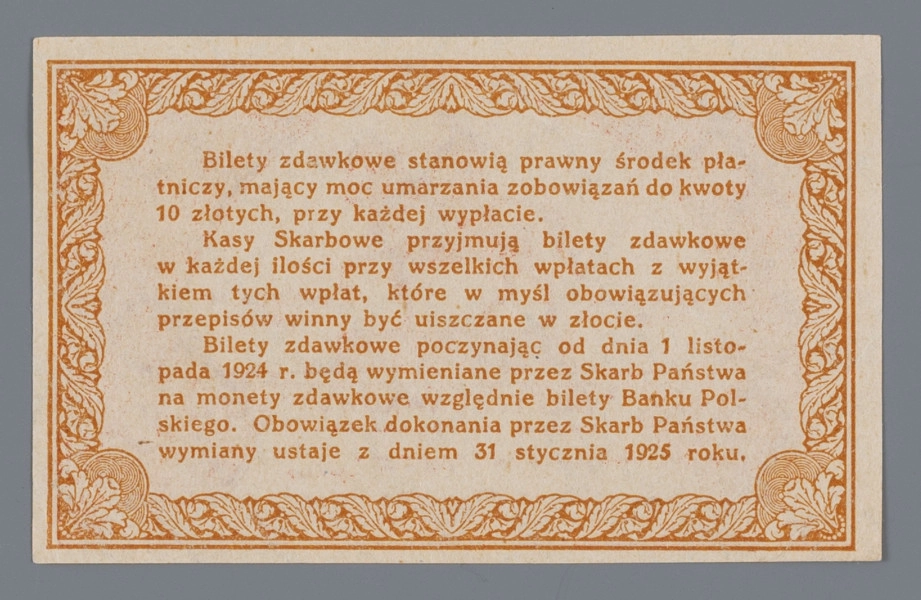 Bilety zdawkowe stanowią prawny środek pła-
tniczy, mający moc umarzania zobowiązań do kwoty
10 złotych, przy każdej wypłacie.
Kasy Skarbowe przyjmują bilety zdawkowe
w każdej ilości przy wszelkich wpłatach z wyjąt-
kiem tych wpłat, które w myśl obowiązujących
przepisów winny być uiszczane w złocie.
Bilety zdawkowe poczynając od dnia 1 listo-
pada 1924 r. będą wymieniane przez Skarb Państwa
na monety zdawkowe względnie bilety Banku Pol-
skiego. Obowiązek dokonania przez Skarb Państwa
wymiany ustaje z dniem 31 stycznia 1925 roku.